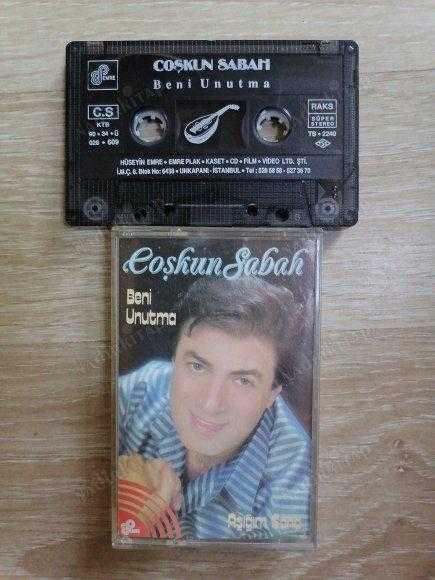 EMRE
COŞKUN SABAH
Beni Unutma
C.S
KTB
90 • 34 • Ü
026 • 609
RAKS
SÜPER
STEREO
TS - 2240
HÜSEYİN EMRE • EMRE PLAK • KASET • CD • FİLM • VİDEO LTD. ŞTİ.
İ.M.Ç. 6. Blok No: 6438 • UNKAPANI - İSTANBUL • Tel : 528 58 58 - 527 35 70
Coşkun Sabah
Beni
Unutma
Aşığım Sana